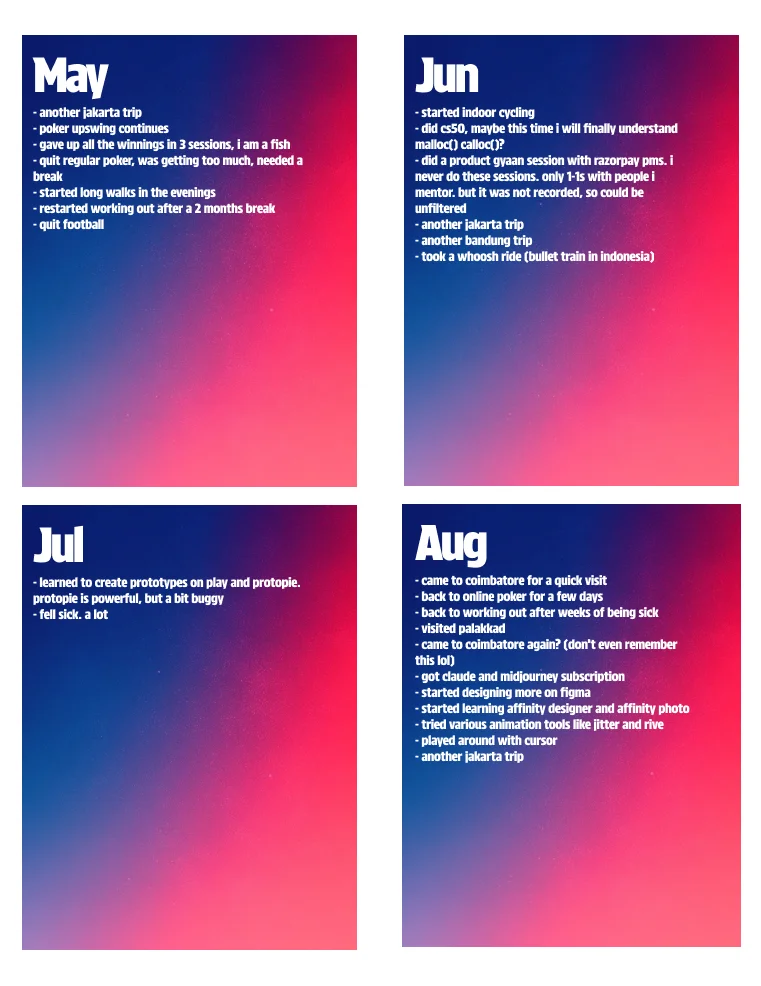 May
- another jakarta trip
- poker upswing continues
- gave up all the winnings in 3 sessions, i am a fish
- quit regular poker, was getting too much, needed a
break
- started long walks in the evenings
- restarted working out after a 2 months break
- quit football
Jun
- started indoor cycling
- did cs50, maybe this time i will finally understand
malloc() calloc()?
- did a product gyaan session with razorpay pms. i
never do these sessions. only 1-1s with people i
mentor. but it was not recorded, so could be
unfiltered
- another jakarta trip
- another bandung trip
- took a whoosh ride (bullet train in indonesia)
Jul
- learned to create prototypes on play and protopie.
protopie is powerful, but a bit buggy
- fell sick. a lot
Aug
- came to coimbatore for a quick visit
- back to online poker for a few days
- back to working out after weeks of being sick
- visited palakkad
- came to coimbatore again? (don't even remember
this lol)
- got claude and midjourney subscription
- started designing more on figma
- started learning affinity designer and affinity photo
- tried various animation tools like jitter and rive
- played around with cursor
- another jakarta trip